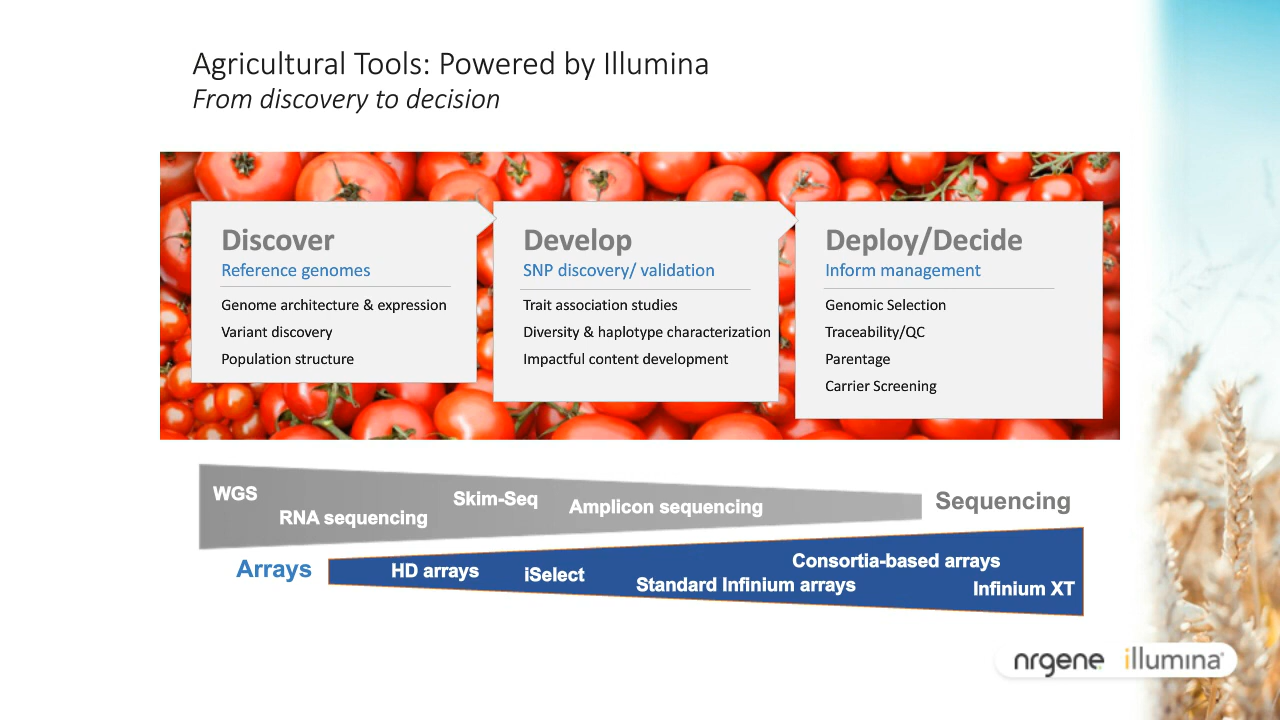 Agricultural Tools: Powered by Illumina
From discovery to decision
Discover
Reference genomes
Genome architecture & expression
Variant discovery
Population structure
Develop
SNP discovery/ validation
Trait association studies
Diversity & haplotype characterization
Impactful content development
Deploy/Decide
Inform management
Genomic Selection
Traceability/QC
Parentage
Carrier Screening
WGS
RNA sequencing
Skim-Seq
Amplicon sequencing
Sequencing
Arrays
HD arrays
iSelect
Standard Infinium arrays
Consortia-based arrays
Infinium XT
nrgene illumina®